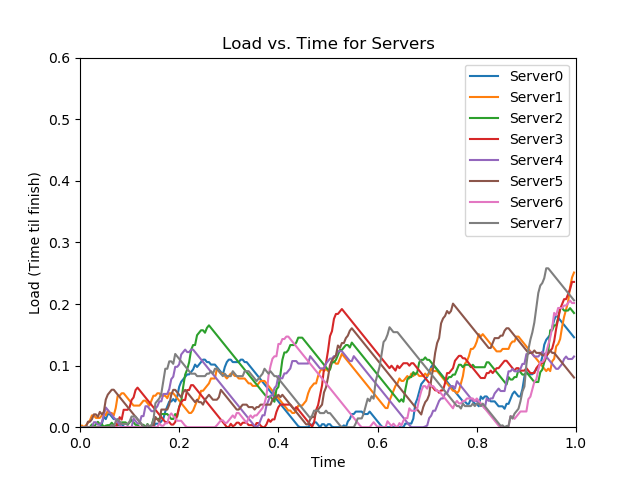 Load vs. Time for Servers
0.6
0.5
0.4
0.3
0.2
0.1
0.0
Load (Time til finish)
Server0
Server1
Server2
Server3
Server4
Server5
Server6
Server7
0.0 0.2 0.4 0.6 0.8 1.0
Time